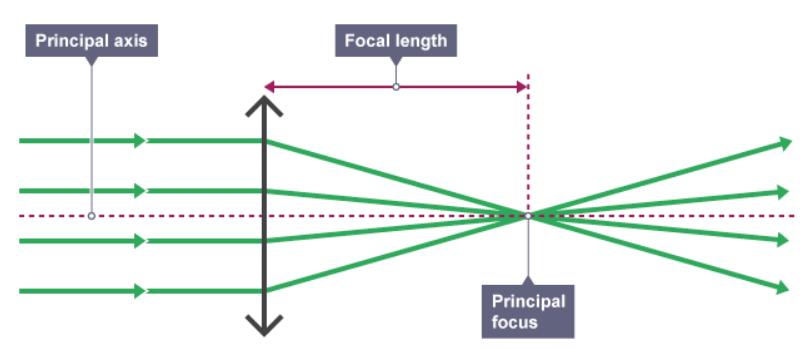 Principal axis
Focal length
Principal
focus